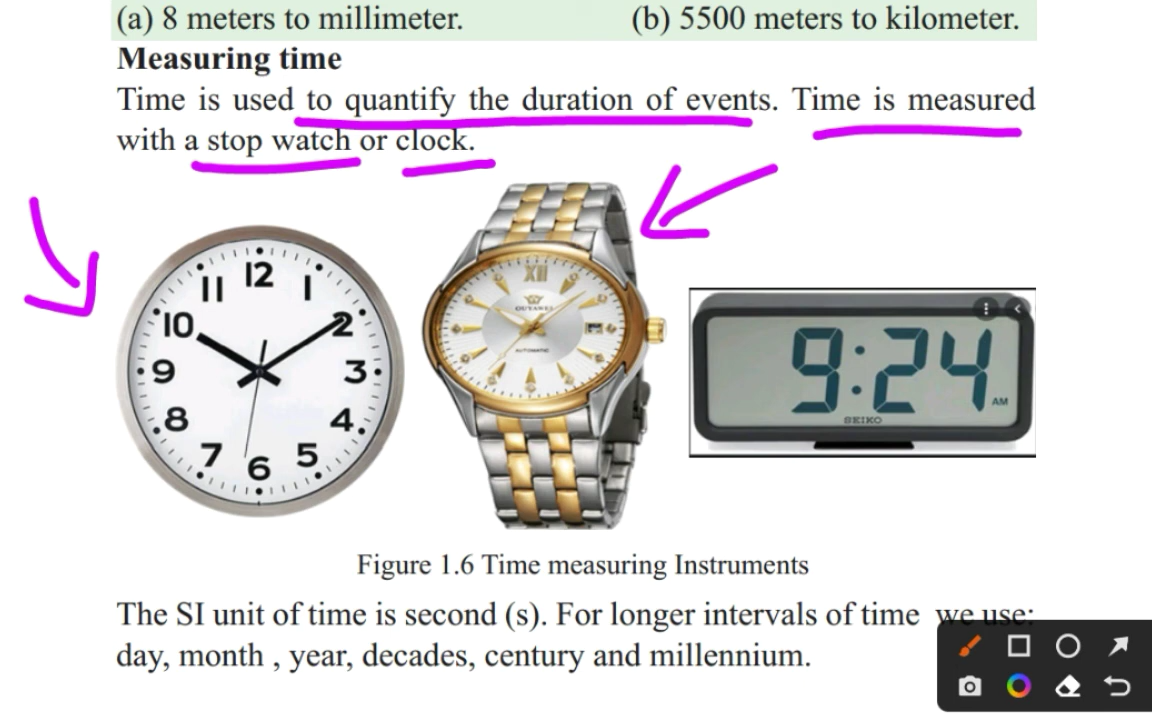 (a) 8 meters to millimeter. (b) 5500 meters to kilometer.
Measuring time
Time is used to quantify the duration of events. Time is measured
with a stop watch or clock.
12
11 1
10 2
9 3
8 4
7 5
6
XII
OUYAWEI
AUTOMATIC
9:24
AM
SEIKO
Figure 1.6 Time measuring Instruments
The SI unit of time is second (s). For longer intervals of time we use:
day, month , year, decades, century and millennium.